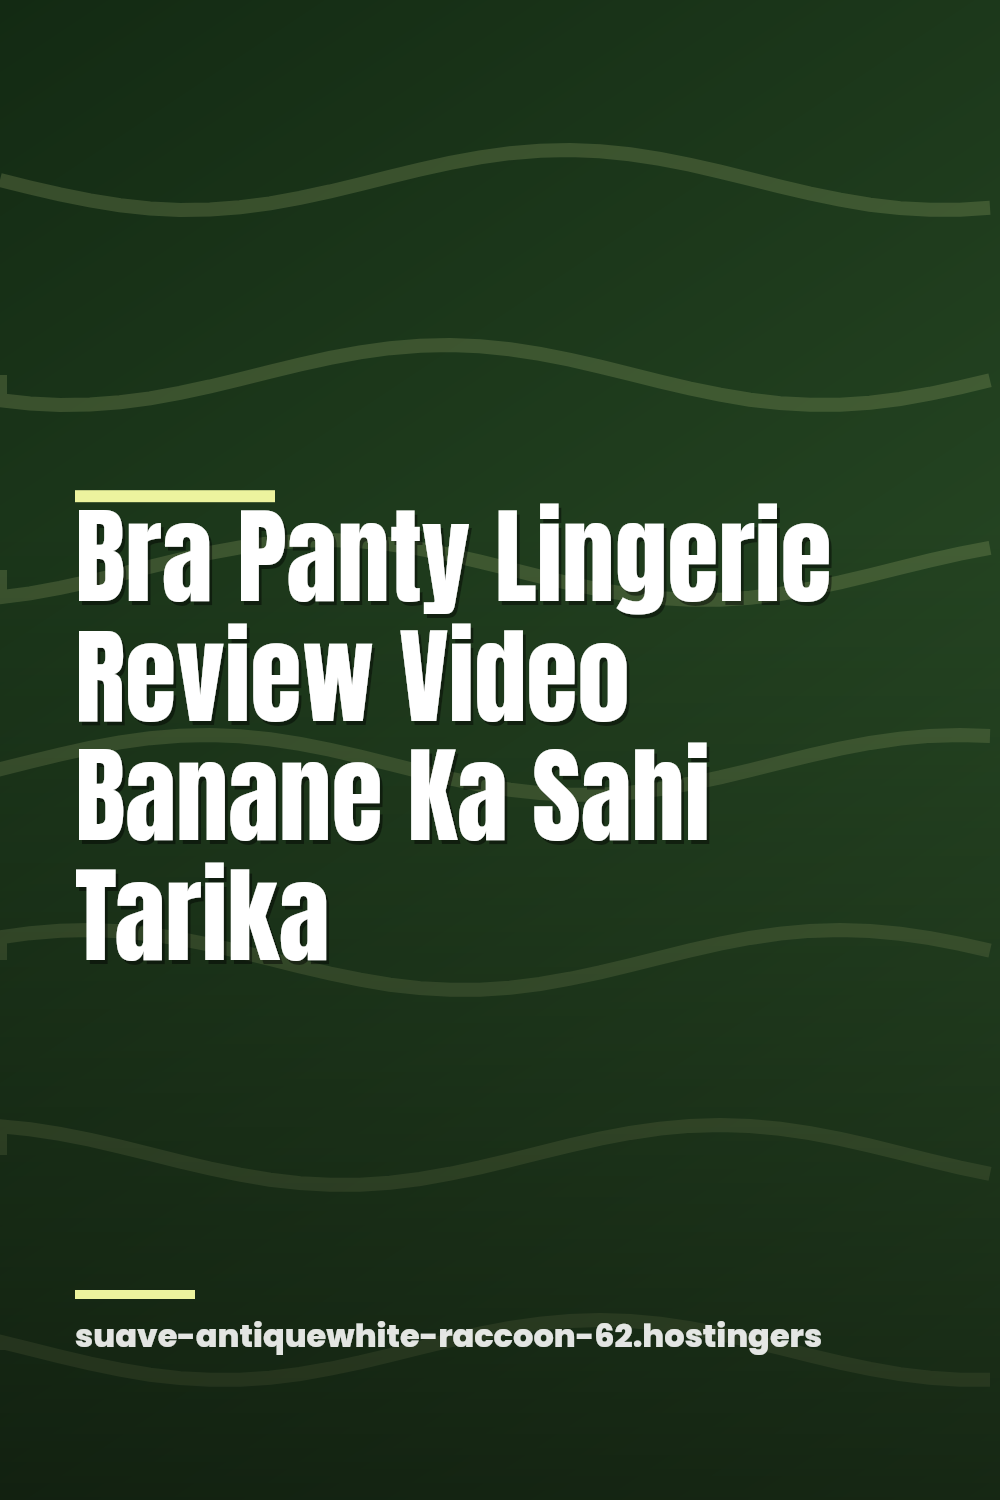 Bra Panty Lingerie
Review Video
Banane Ka Sahi
Tarika
suave-antiquewhite-raccoon-62.hostingers